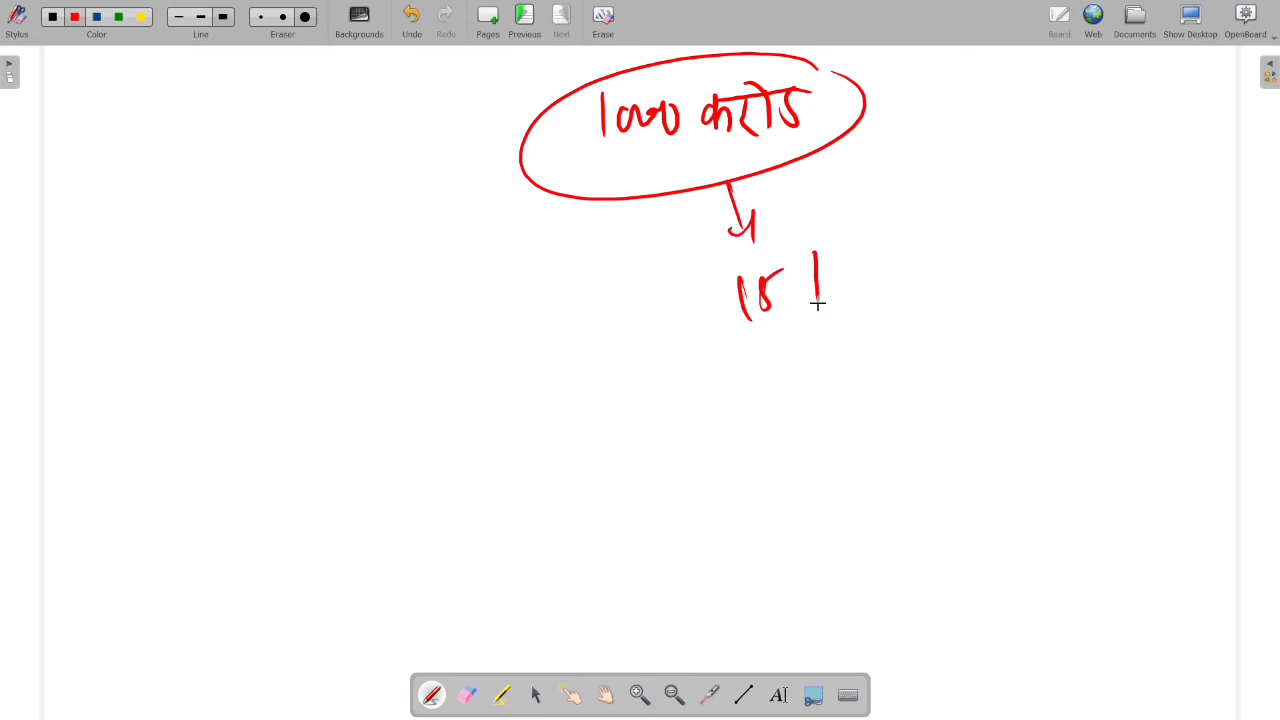 Stylus
Color
Line
Eraser
Backgrounds
Undo
Redo
Pages
Previous
Next
Erase
Board
Web
Documents
Show Desktop
OpenBoard
1000 करोड
18